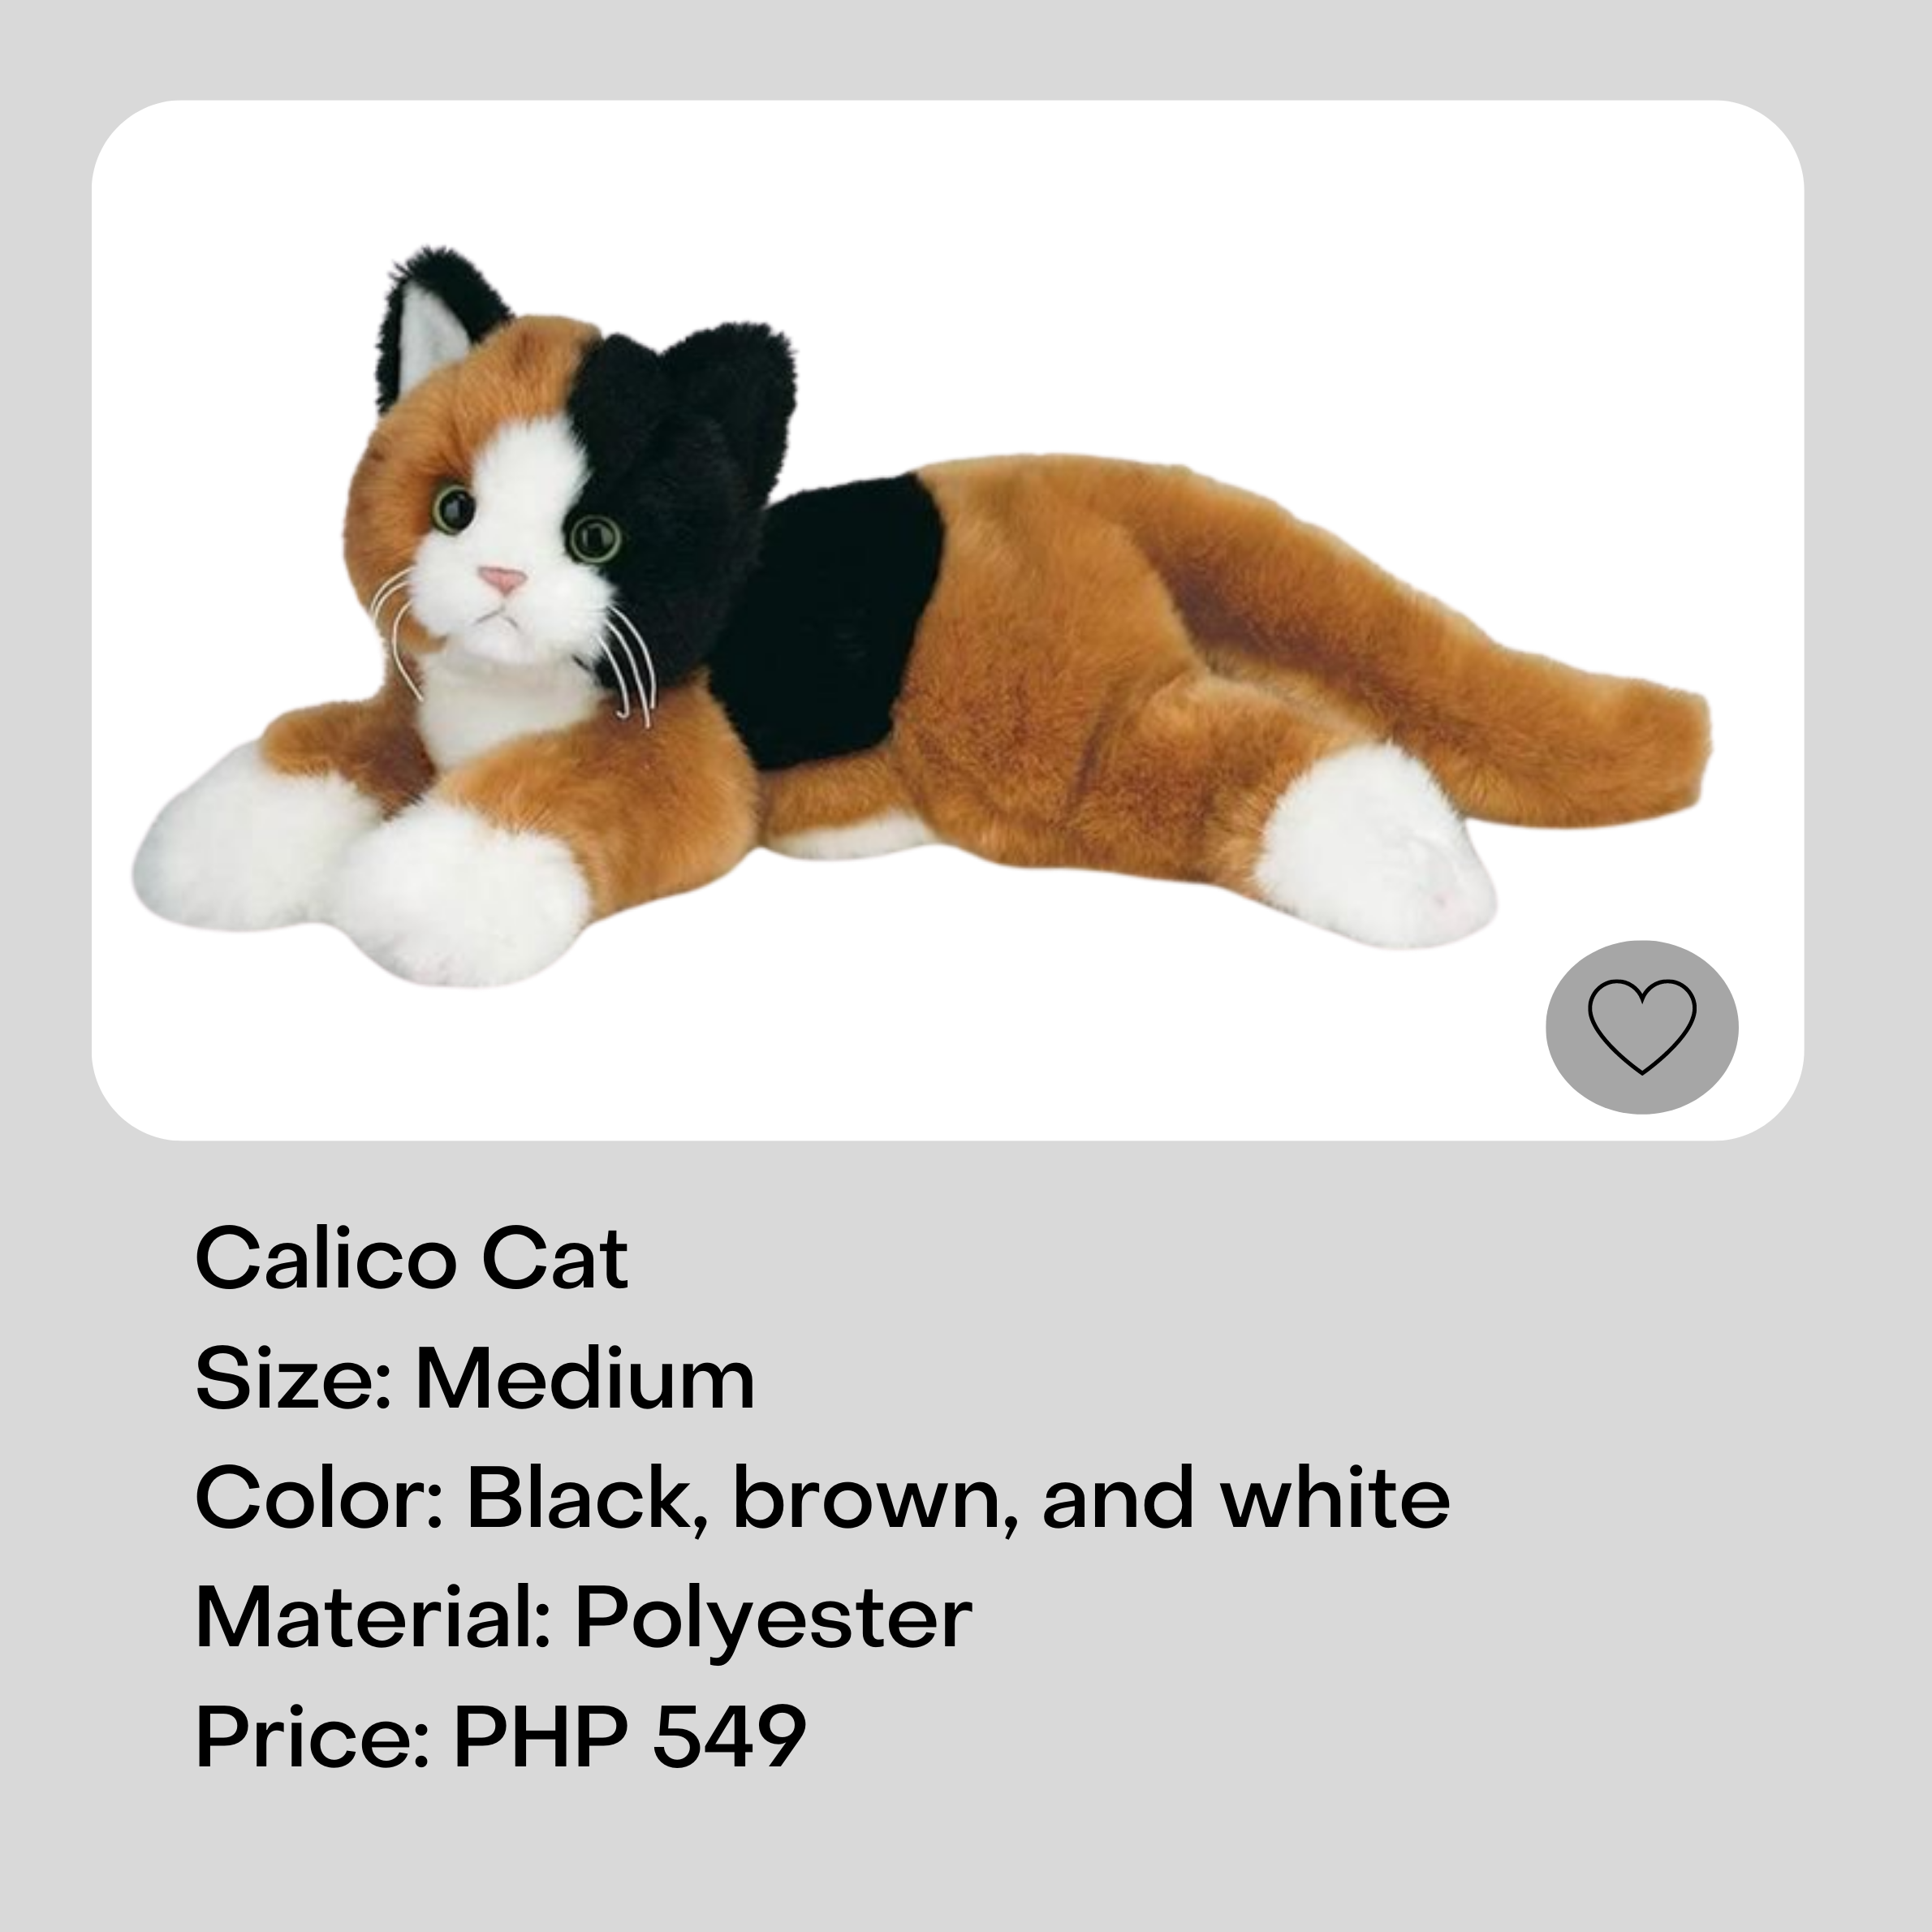 Calico Cat
Size: Medium
Color: Black, brown, and white
Material: Polyester
Price: PHP 549